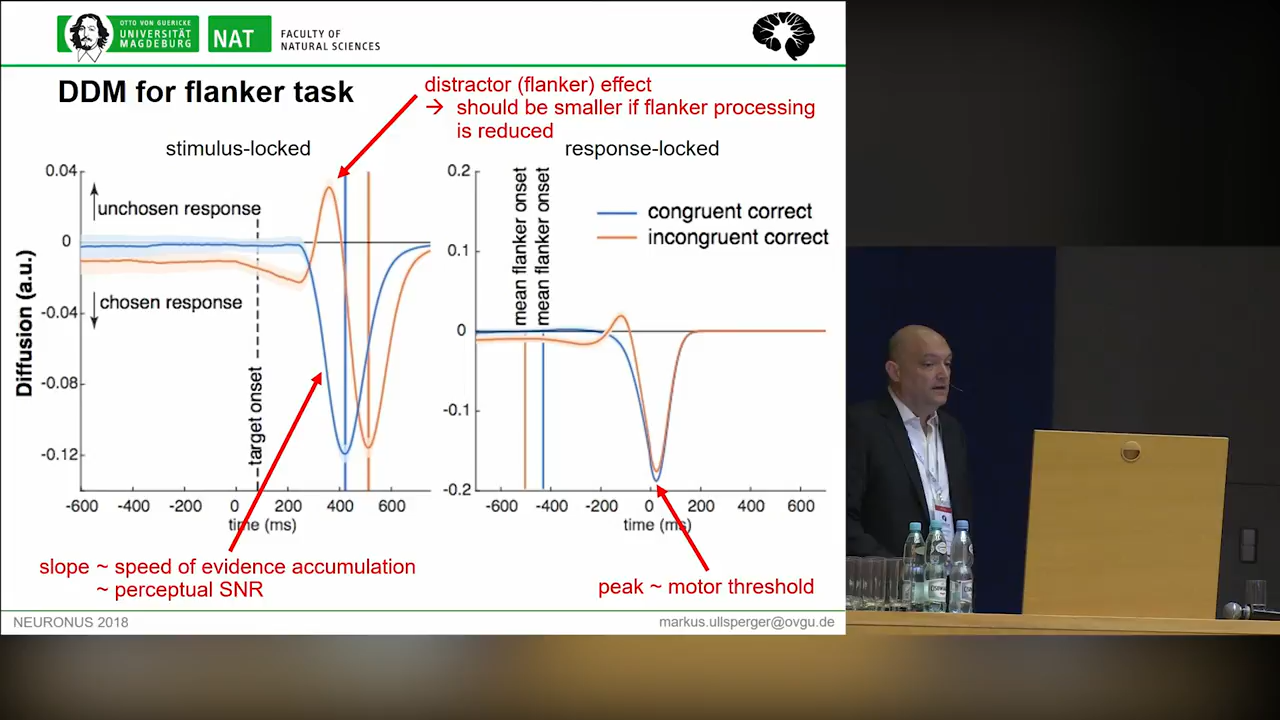 OTTO VON GUERICKE
UNIVERSITÄT
MAGDEBURG
NAT
FACULTY OF
NATURAL SCIENCES
DDM for flanker task
distractor (flanker) effect
→ should be smaller if flanker processing
is reduced
stimulus-locked
response-locked
0.04
0
-0.04
-0.08
-0.12
Diffusion (a.u.)
unchosen response
chosen response
target onset
-600 -400 -200 0 200 400 600
time (ms)
0.2
0.1
0
-0.1
-0.2
mean flanker onset
mean flanker onset
congruent correct
incongruent correct
-600 -400 -200 0 200 400 600
time (ms)
slope ~ speed of evidence accumulation
~ perceptual SNR
peak ~ motor threshold
NEURONUS 2018
markus.ullsperger@ovgu.de